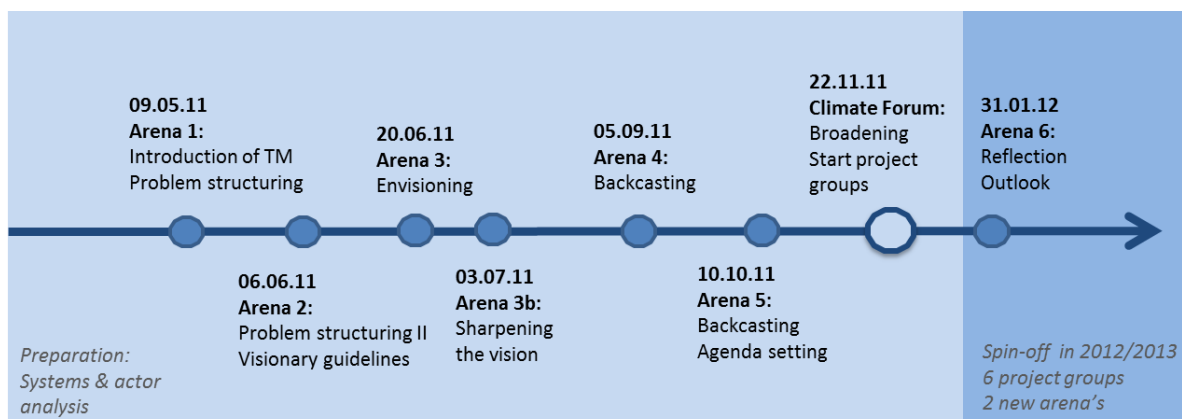 09.05.11
Arena 1:
Introduction of TM
Problem structuring
06.06.11
Arena 2:
Problem structuring II
Visionary guidelines
20.06.11
Arena 3:
Envisioning
03.07.11
Arena 3b:
Sharpening
the vision
05.09.11
Arena 4:
Backcasting
10.10.11
Arena 5:
Backcasting
Agenda setting
22.11.11
Climate Forum:
Broadening
Start project
groups
31.01.12
Arena 6:
Reflection
Outlook
Preparation:
Systems & actor
analysis
Spin-off in 2012/2013
6 project groups
2 new arena's